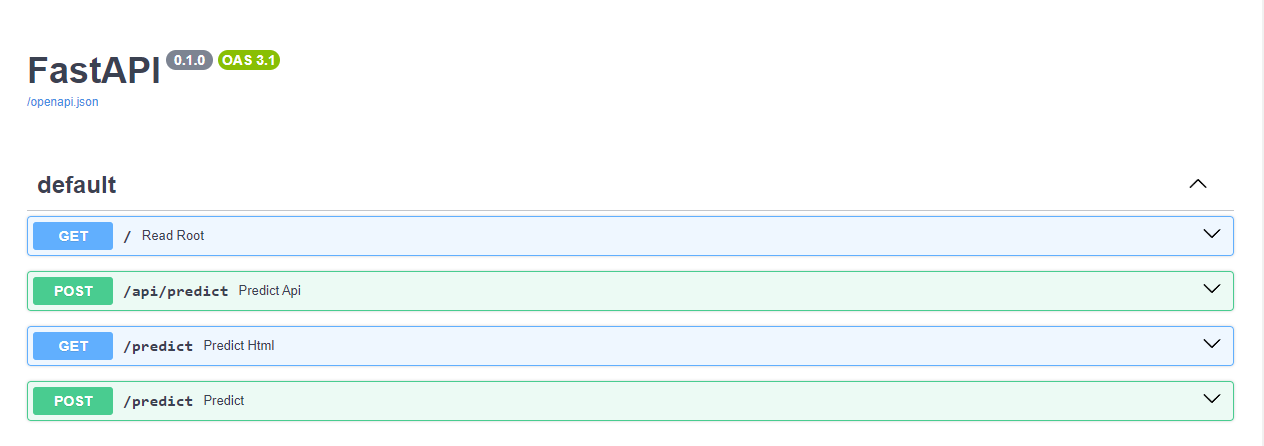 FastAPI 0.1.0 OAS 3.1
/openapi.json
default
GET / Read Root
POST /api/predict Predict Api
GET /predict Predict Html
POST /predict Predict